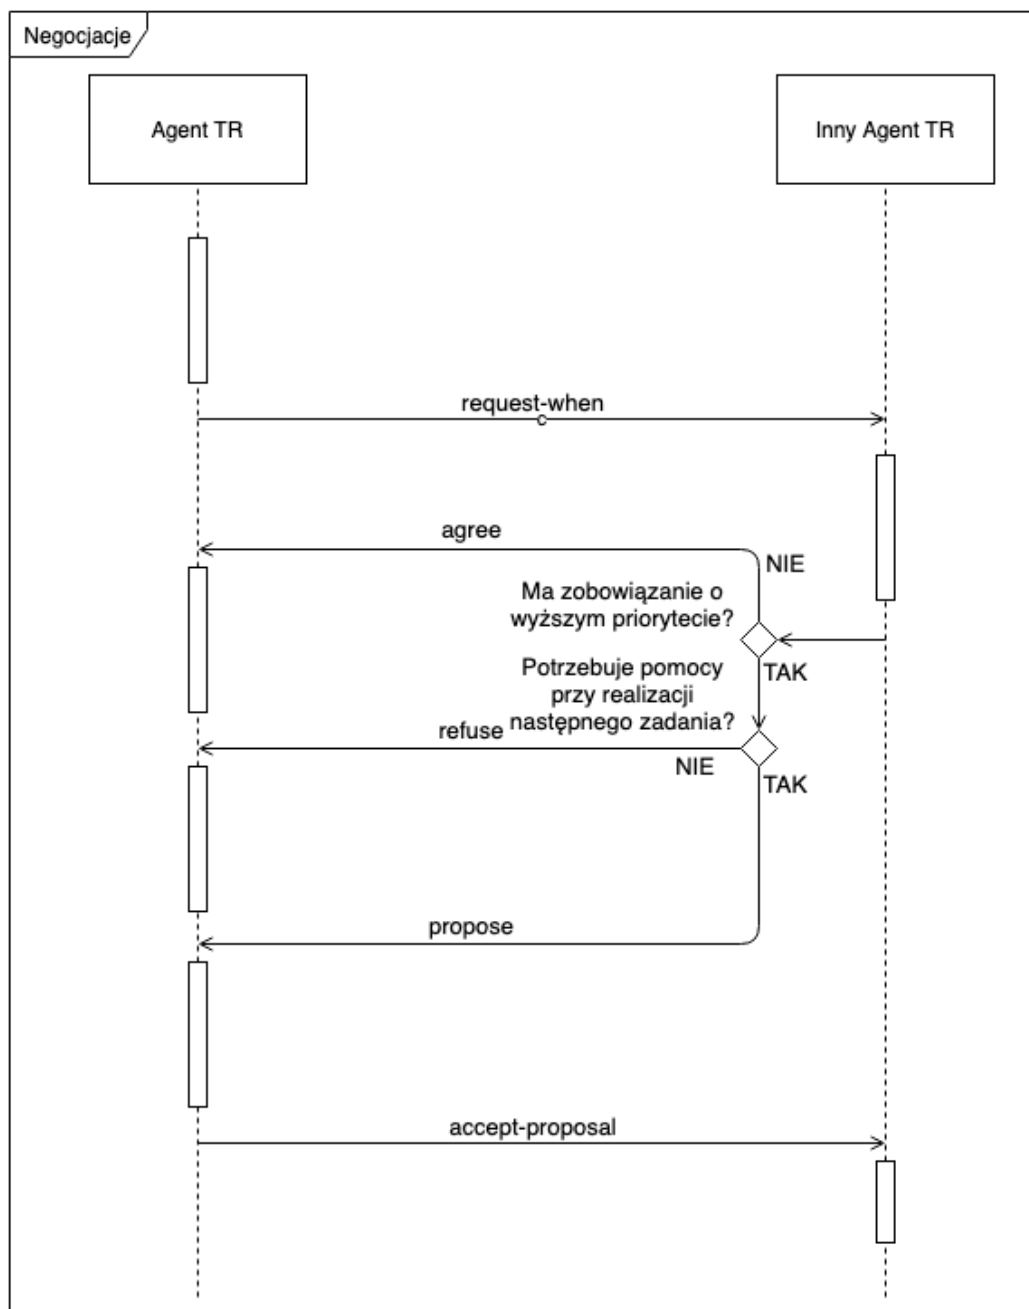 Negocjacje
Agent TR
Inny Agent TR
request-when
c
agree
NIE
Ma zobowiązanie o
wyższym priorytecie?
TAK
Potrzebuje pomocy
przy realizacji
następnego zadania?
refuse
NIE
TAK
propose
accept-proposal